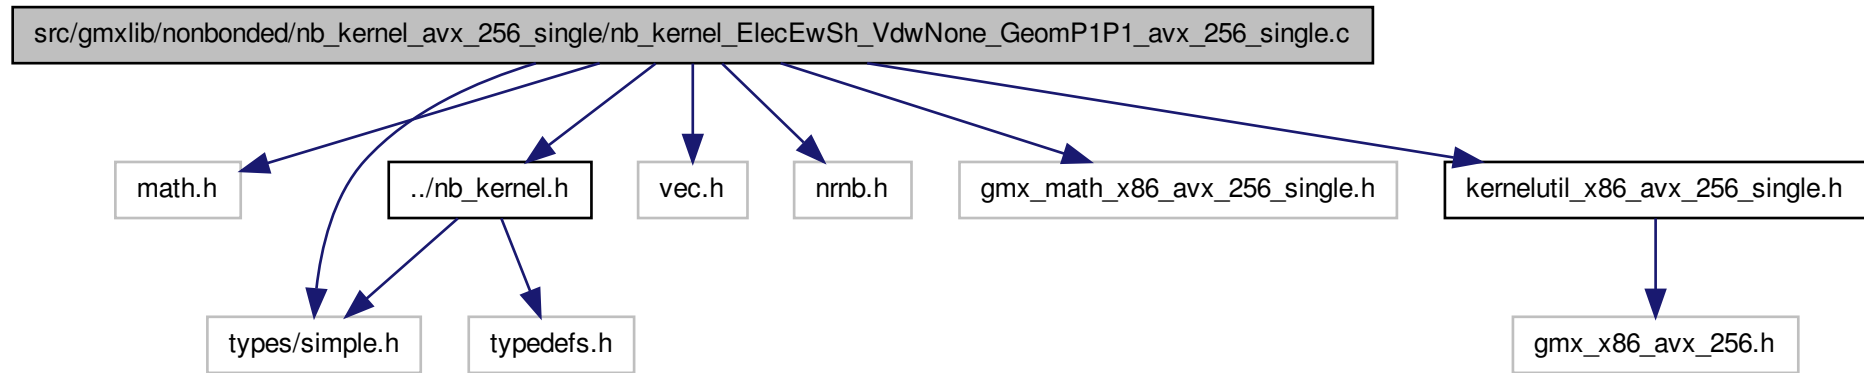 src/gmxlib/nonbonded/nb_kernel_avx_256_single/nb_kernel_ElecEwSh_VdwNone_GeomP1P1_avx_256_single.c
math.h
../nb_kernel.h
vec.h
nrnb.h
gmx_math_x86_avx_256_single.h
kernelutil_x86_avx_256_single.h
types/simple.h
typedefs.h
gmx_x86_avx_256.h